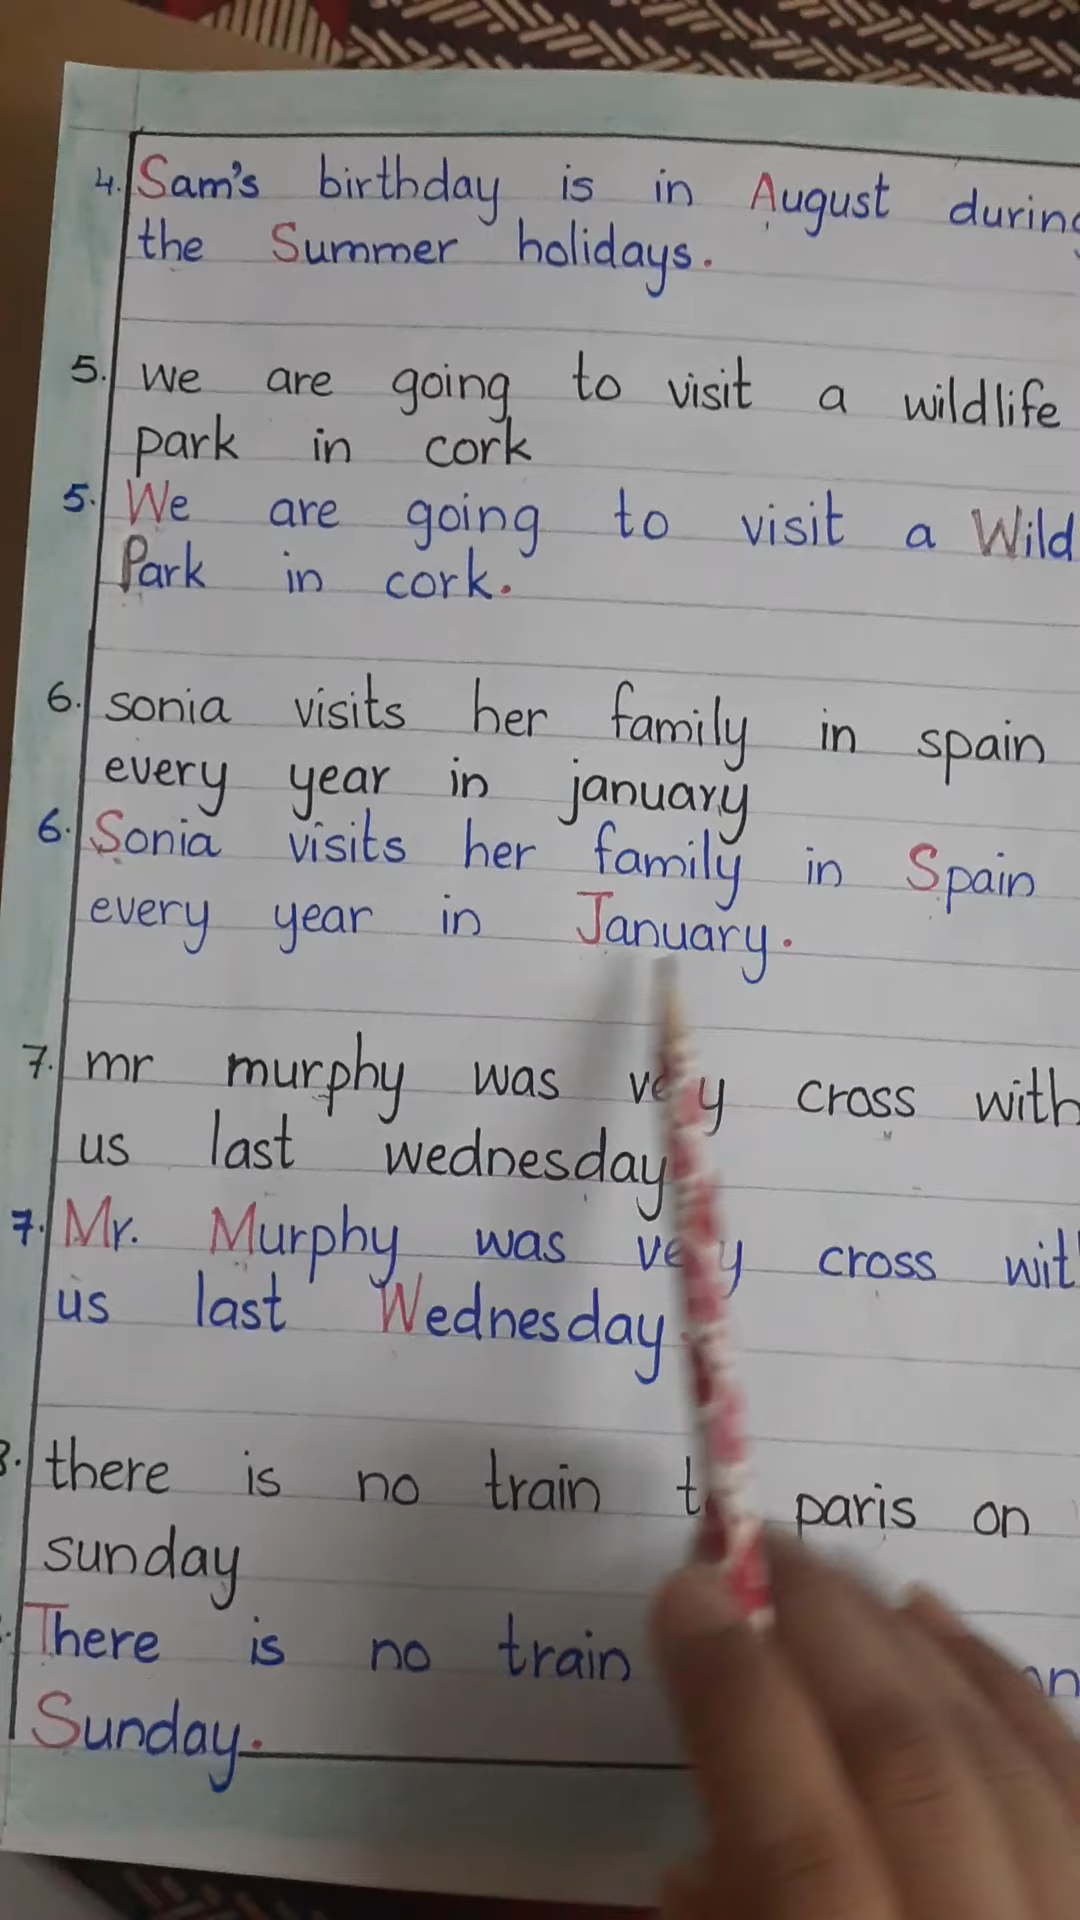 4. Sam's birthday is in August during
the Summer holidays.
5. we are going to visit a wildlife
park in cork
5. We are going to visit a Wild
Park in cork.
6. sonia visits her family in spain
every year in january
6. Sonia visits her family in Spain
every year in January.
7. mr murphy was very cross with
us last wednesday
7. Mr. Murphy was very cross wit
us last Wednesday
there is no train paris on
sunday
There is no train on
Sunday.